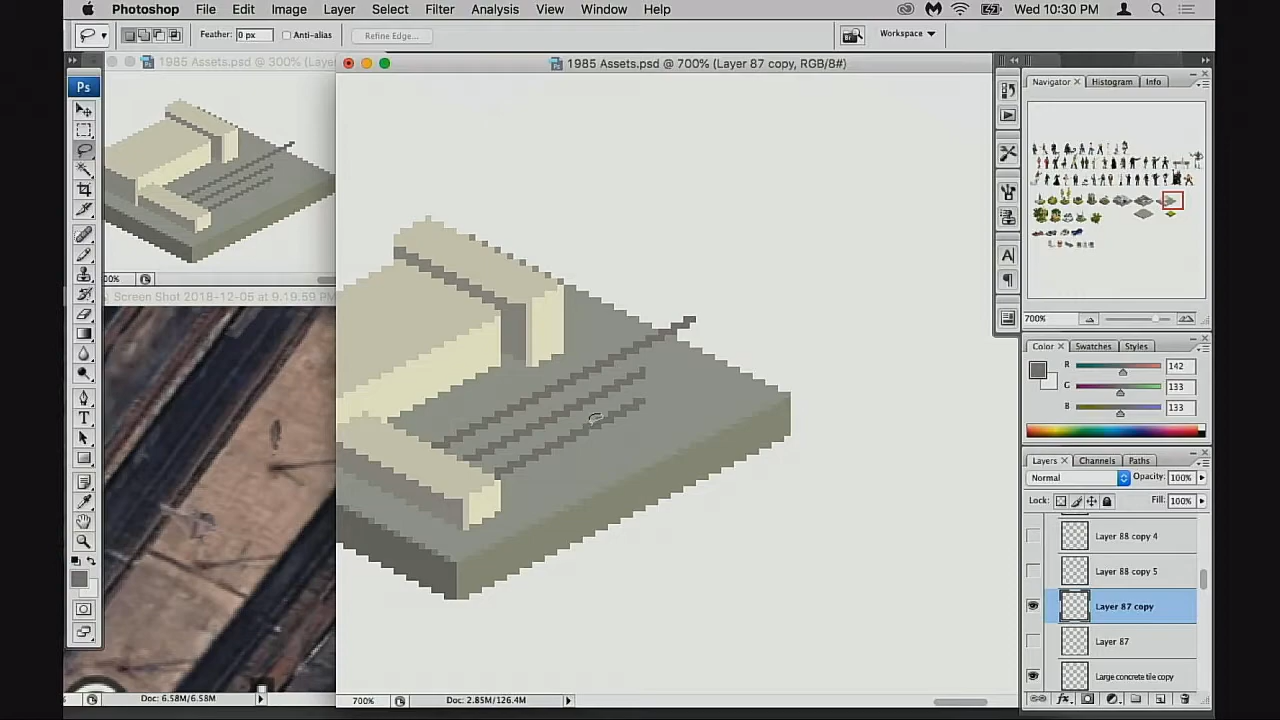 Photoshop File Edit Image Layer Select Filter Analysis View Window Help Wed 10:30 PM
Feather: 0 px Anti-alias Refine Edge... Br Workspace
1985 Assets.psd @ 300% (Laye
1985 Assets.psd @ 700% (Layer 87 copy, RGB/8#)
Ps
Navigator Histogram Info
00%
Screen Shot 2018-12-05 at 9.19.59 PM
700%
Color Swatches Styles
R 142
G 133
B 133
Layers Channels Paths
Normal Opacity: 100%
Lock: Fill: 100%
Layer 88 copy 4
Layer 88 copy 5
Layer 87 copy
Layer 87
Large concrete tile copy
Doc: 6.58M/6.58M
700% Doc: 2.85M/126.4M